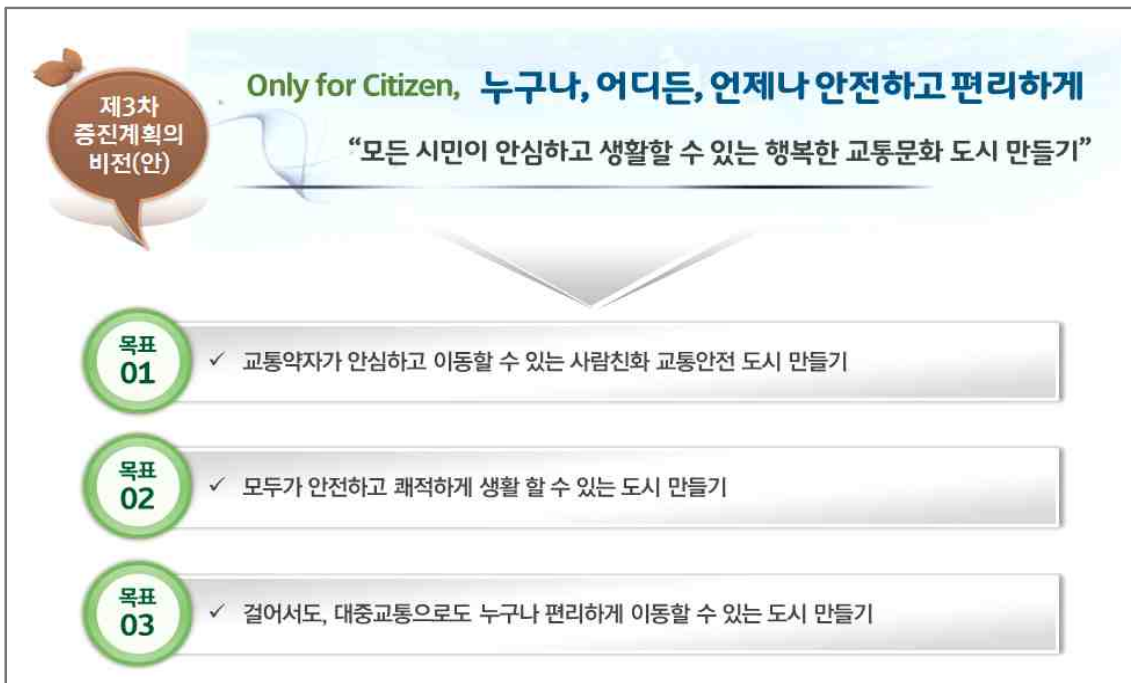 제3차
증진계획의
비전(안)
Only for Citizen, 누구나, 어디든, 언제나 안전하고 편리하게
“모든 시민이 안심하고 생활할 수 있는 행복한 교통문화 도시 만들기”
목표
01
✓ 교통약자가 안심하고 이동할 수 있는 사람친화 교통안전 도시 만들기
목표
02
✓ 모두가 안전하고 쾌적하게 생활 할 수 있는 도시 만들기
목표
03
✓ 걸어서도, 대중교통으로도 누구나 편리하게 이동할 수 있는 도시 만들기